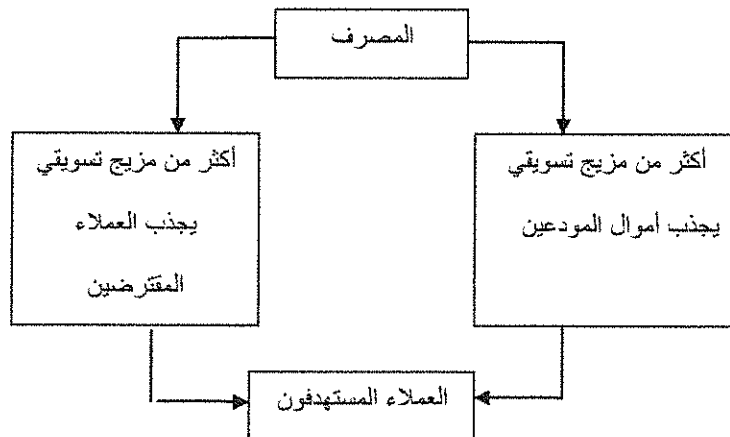 المصرف
أكثر من مزيج تسويقي
يجذب أموال المودعين
أكثر من مزيج تسويقي
يجذب العملاء
المقترضين
العملاء المستهدفون